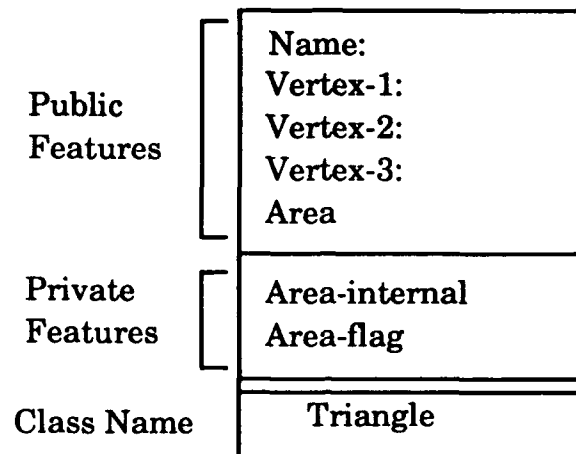 Public
Features
Name:
Vertex-1:
Vertex-2:
Vertex-3:
Area
Private
Features
Area-internal
Area-flag
Class Name
Triangle